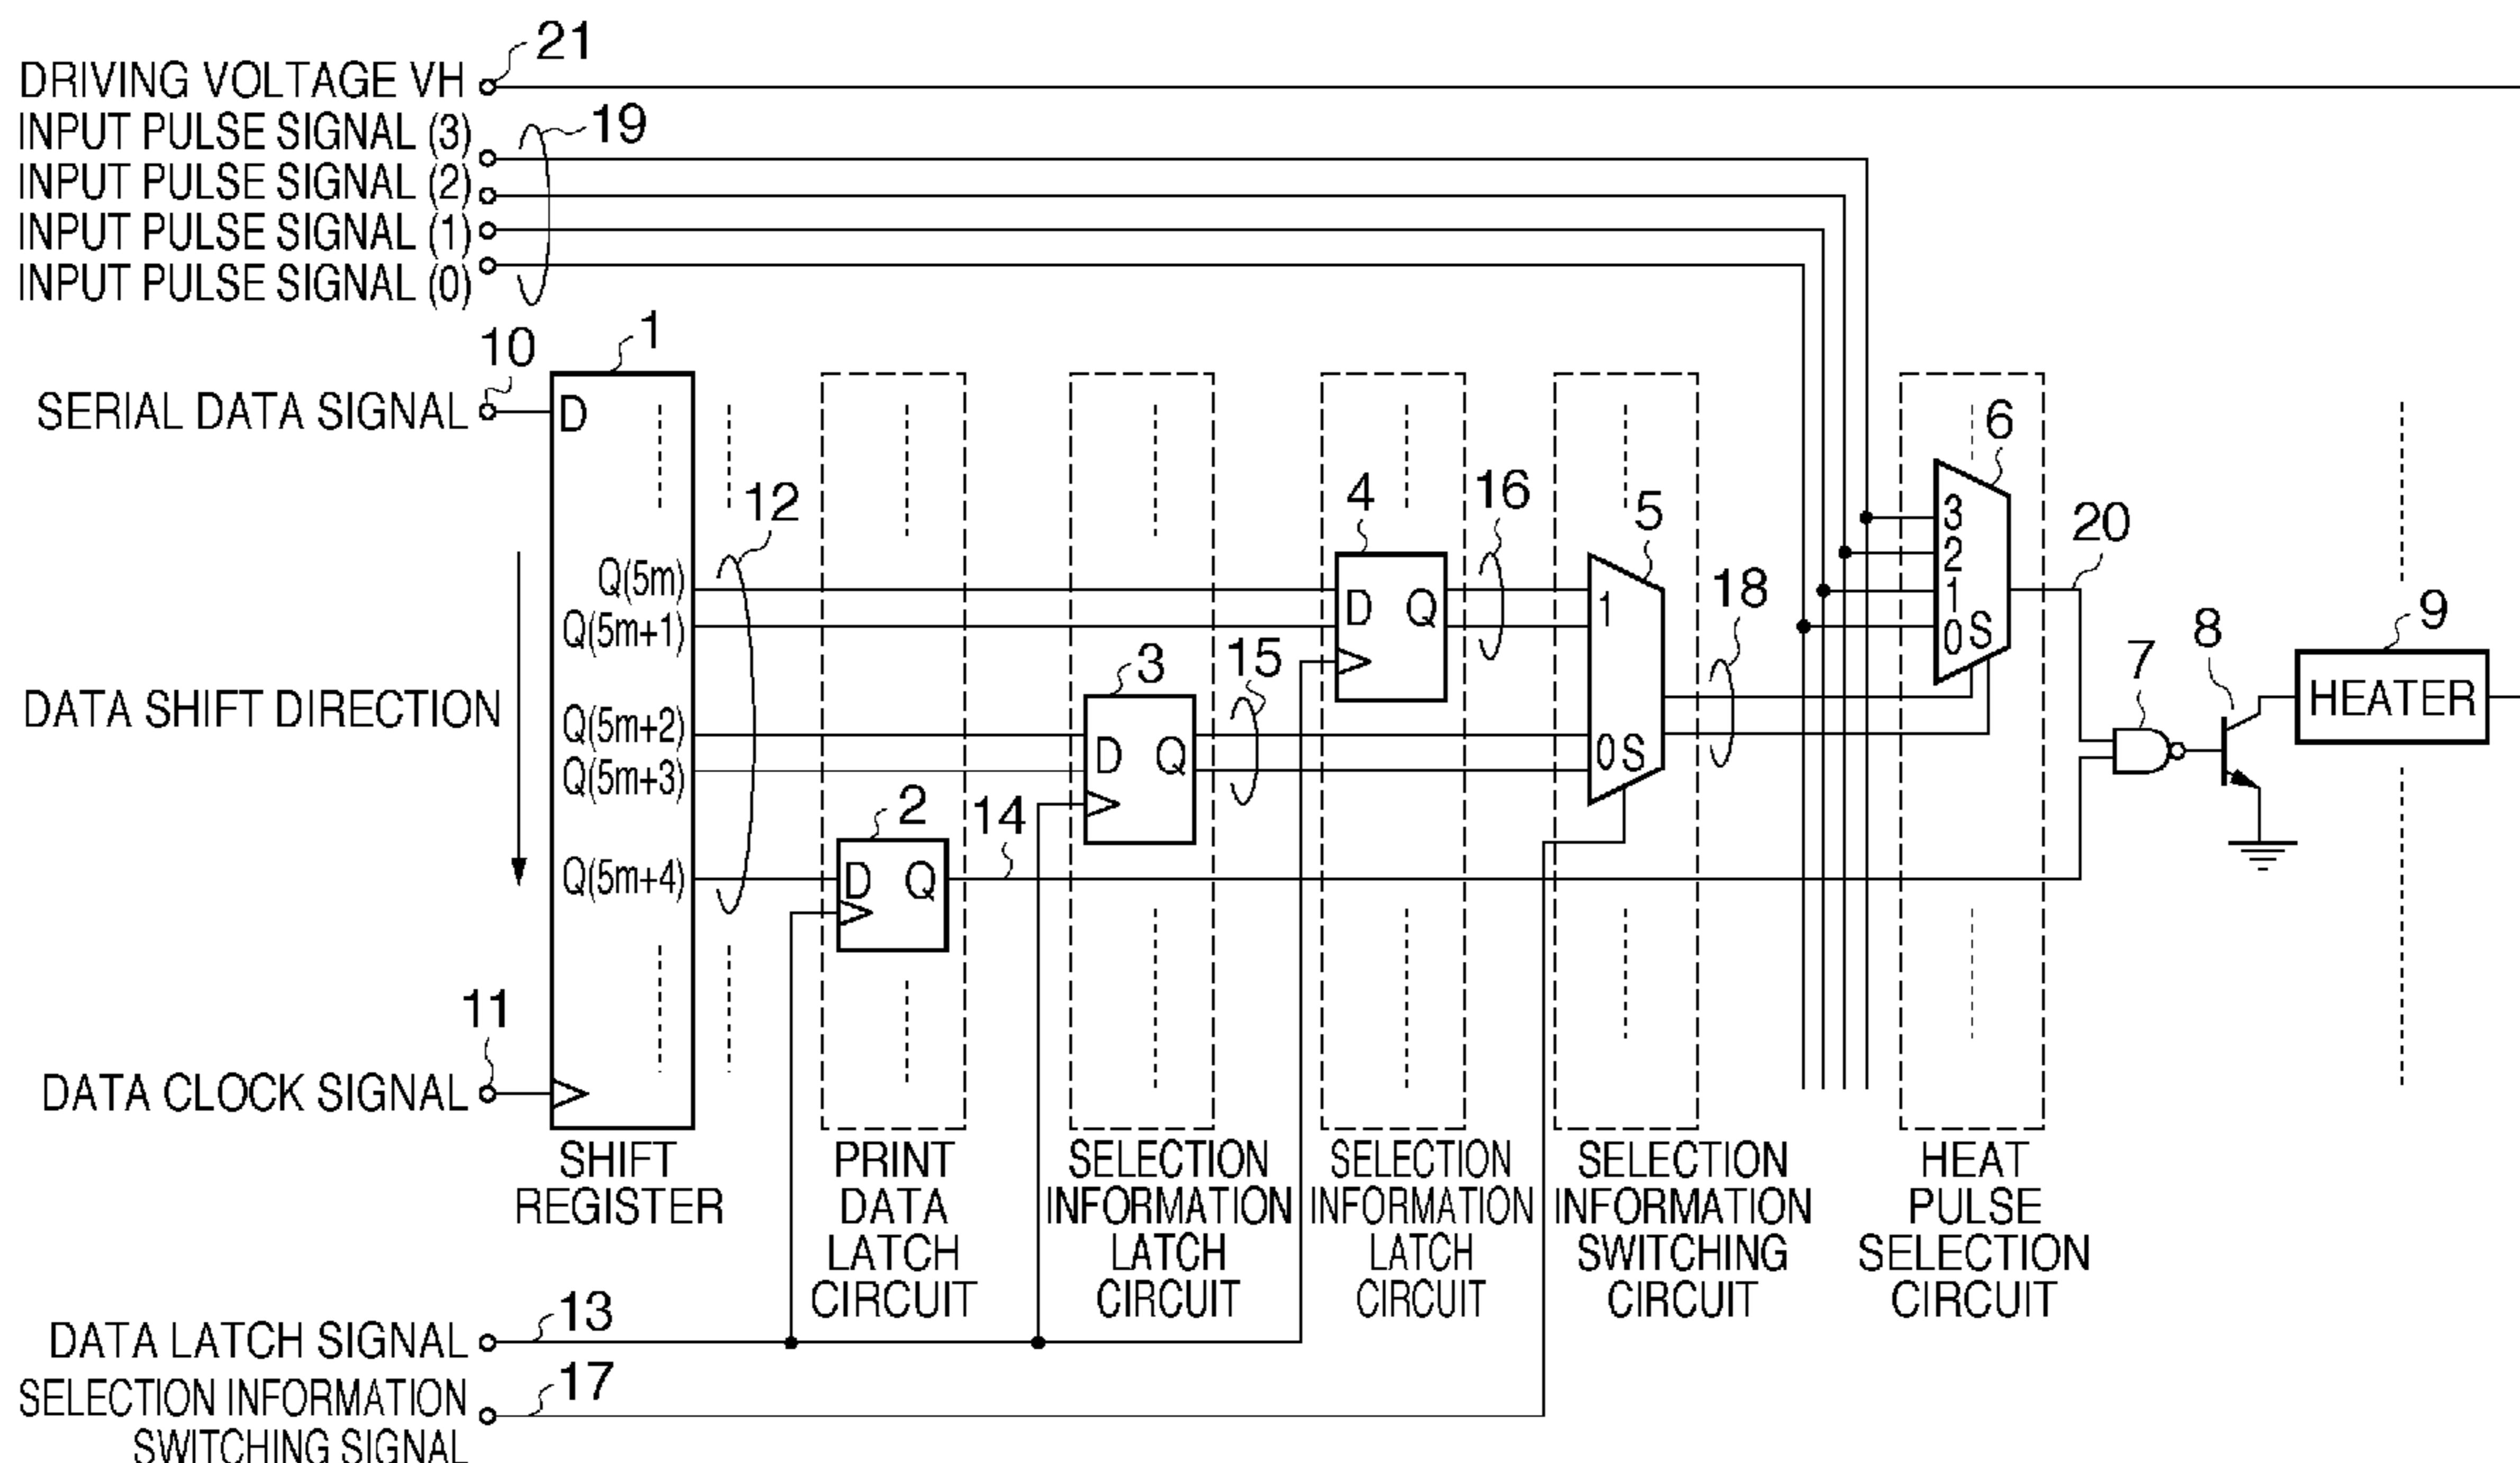 21
DRIVING VOLTAGE VH
INPUT PULSE SIGNAL (3)
19
INPUT PULSE SIGNAL (2)
INPUT PULSE SIGNAL (1)
INPUT PULSE SIGNAL (0)
10
1
SERIAL DATA SIGNAL
D
6
12
4
16
5
3
2
1
0 S
20
Q(5m)
Q(5m+1)
D Q
1
18
9
HEATER
7
8
3
15
DATA SHIFT DIRECTION
Q(5m+2)
Q(5m+3)
D Q
0 S
2
14
Q(5m+4)
D Q
11
DATA CLOCK SIGNAL
SHIFT
REGISTER
PRINT
DATA
LATCH
CIRCUIT
SELECTION
INFORMATION
LATCH
CIRCUIT
SELECTION
INFORMATION
LATCH
CIRCUIT
SELECTION
INFORMATION
SWITCHING
CIRCUIT
HEAT
PULSE
SELECTION
CIRCUIT
13
DATA LATCH SIGNAL
17
SELECTION INFORMATION
SWITCHING SIGNAL